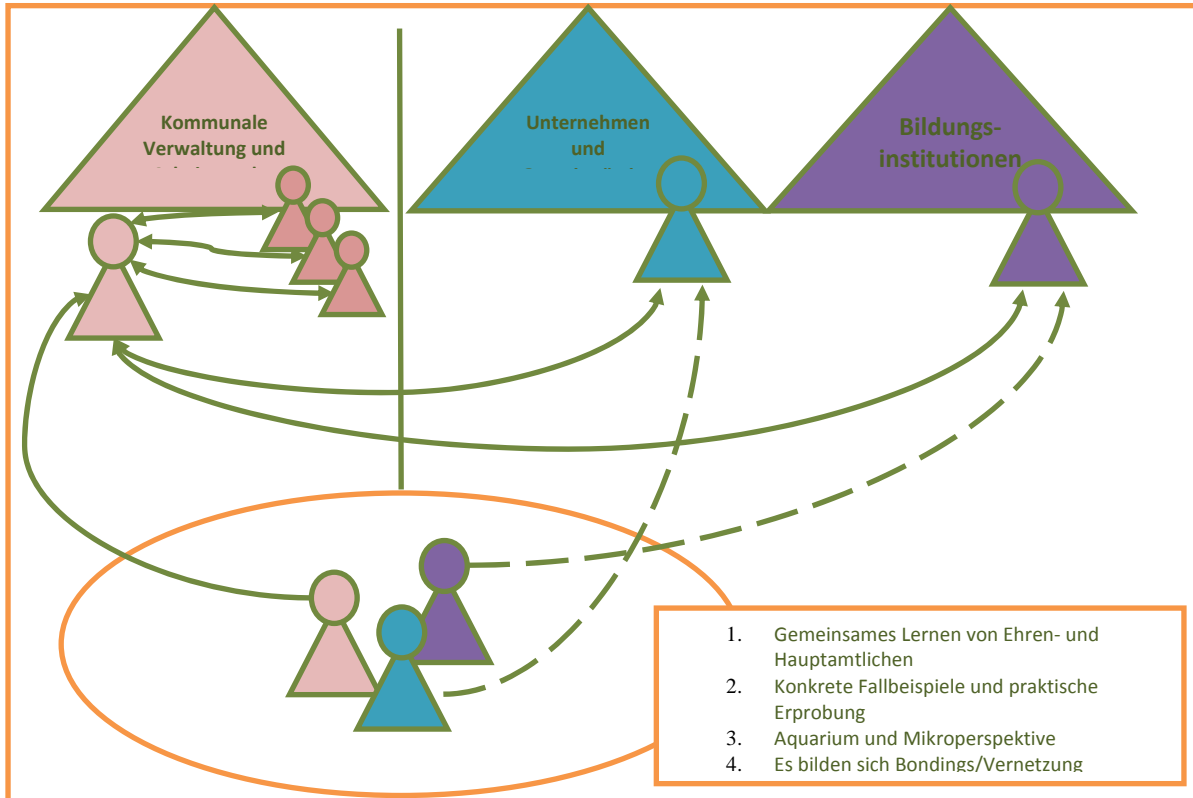 Kommunale
Verwaltung und
Unternehmen
und
Bildungs-
institutionen
1. Gemeinsames Lernen von Ehren- und
Hauptamtlichen
2. Konkrete Fallbeispiele und praktische
Erprobung
3. Aquarium und Mikroperspektive
4. Es bilden sich Bondings/Vernetzung